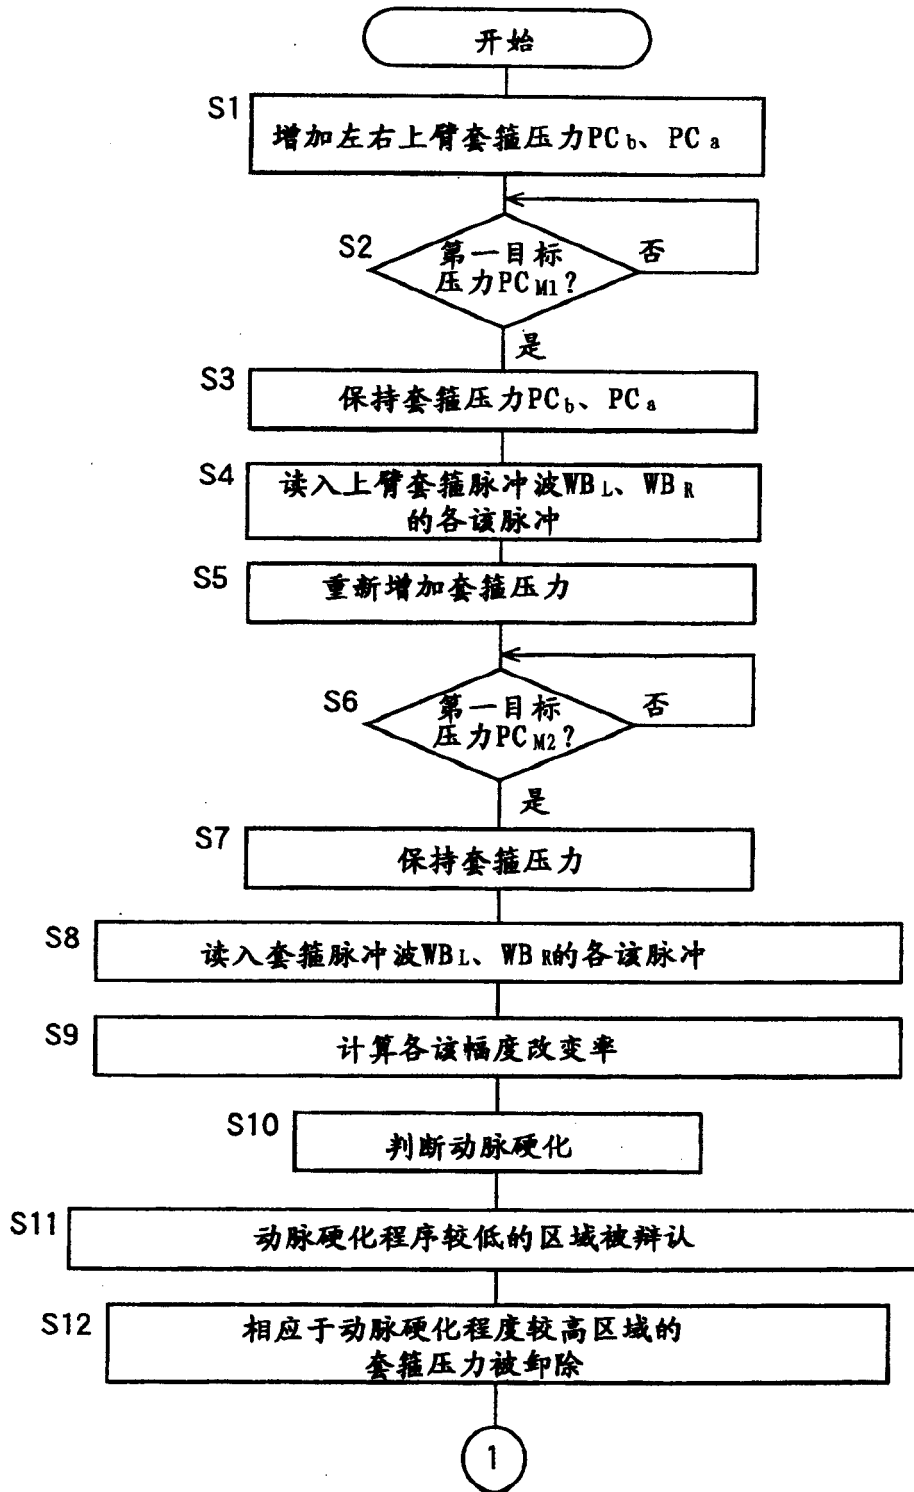 开始
S1
增加左右上臂套箍压力PCb、PCa
S2
第一目标
压力PCM1?
否
是
S3
保持套箍压力PCb、PCa
S4
读入上臂套箍脉冲波WBL、WBR
的各该脉冲
S5
重新增加套箍压力
S6
第一目标
压力PCM2?
否
是
S7
保持套箍压力
S8
读入套箍脉冲波WBL、WBR的各该脉冲
S9
计算各该幅度改变率
S10
判断动脉硬化
S11
动脉硬化程序较低的区域被辩认
S12
相应于动脉硬化程度较高区域的
套箍压力被卸除
1